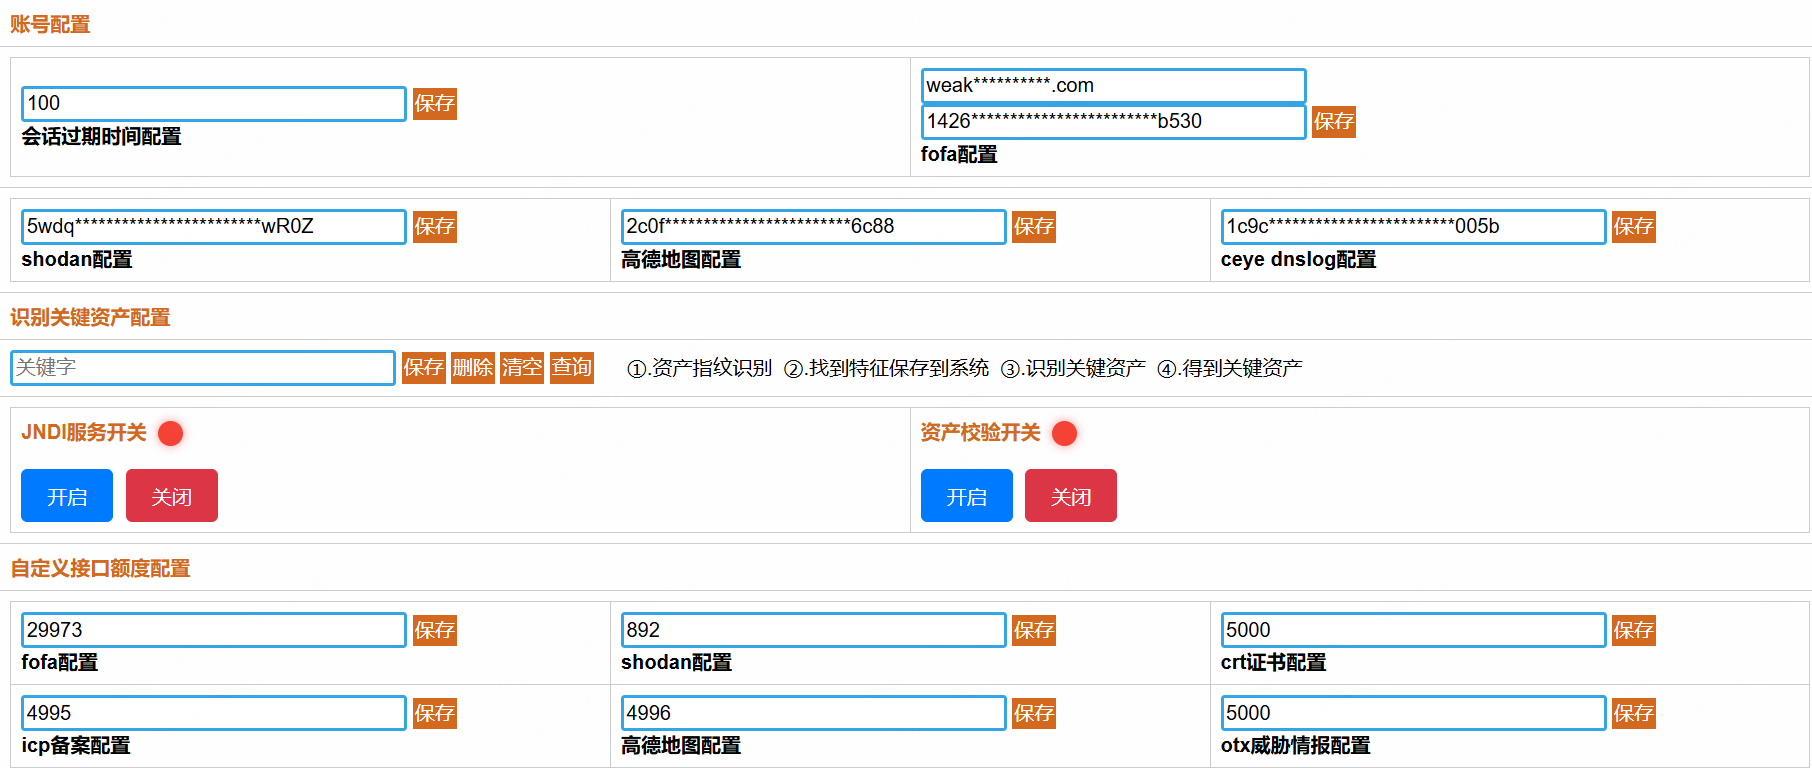 账号配置
100 保存
会话过期时间配置
weak**********.com
1426************************b530 保存
fofa配置
5wdq************************wR0Z 保存
shodan配置
2c0f************************6c88 保存
高德地图配置
1c9c************************005b 保存
ceye dnslog配置
识别关键资产配置
关键字 保存 删除 清空 查询 ①.资产指纹识别 ②.找到特征保存到系统 ③.识别关键资产 ④.得到关键资产
JNDI服务开关
开启 关闭
资产校验开关
开启 关闭
自定义接口额度配置
29973 保存
fofa配置
892 保存
shodan配置
5000 保存
crt证书配置
4995 保存
icp备案配置
4996 保存
高德地图配置
5000 保存
otx威胁情报配置